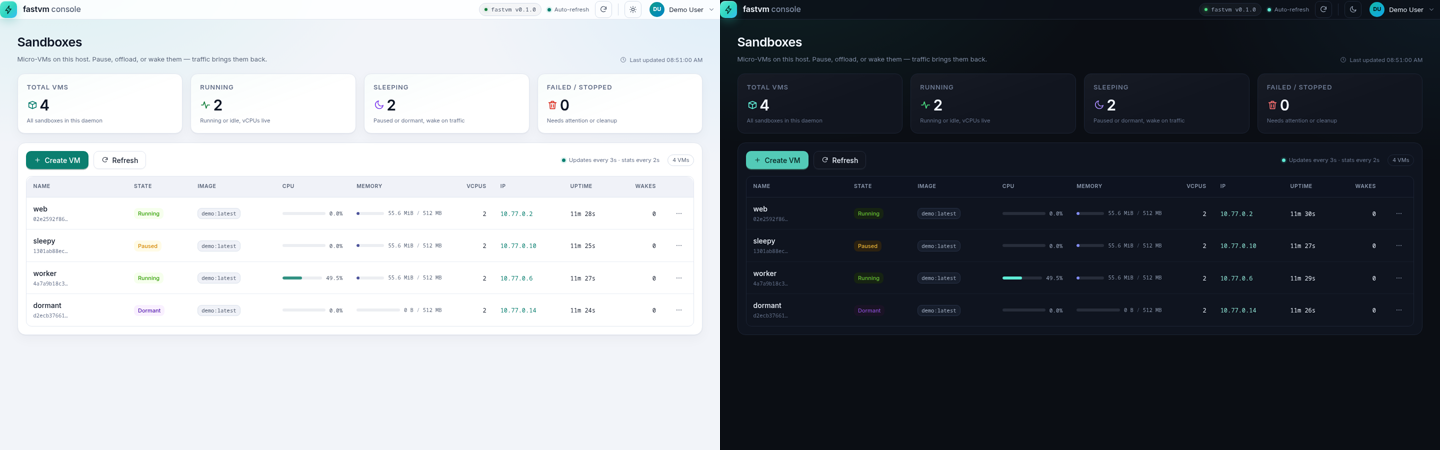 fastvm console
fastvm v0.1.0
Auto-refresh
DU
Demo User
Sandboxes
Micro-VMs on this host. Pause, offload, or wake them — traffic brings them back.
Last updated 08:51:00 AM
TOTAL VMS
4
All sandboxes in this daemon
RUNNING
2
Running or idle, vCPUs live
SLEEPING
2
Paused or dormant, wake on traffic
FAILED / STOPPED
0
Needs attention or cleanup
+ Create VM
Refresh
Updates every 3s · stats every 2s
4 VMs
NAME STATE IMAGE CPU MEMORY VCPUS IP UPTIME WAKES
web Running demo:latest 0.0% 55.6 MiB / 512 MB 2 10.77.0.2 11m 28s 0 ···
02e2592f86…
sleepy Paused demo:latest 0.0% 55.6 MiB / 512 MB 2 10.77.0.10 11m 25s 0 ···
1301ab88ec…
worker Running demo:latest 49.5% 55.6 MiB / 512 MB 2 10.77.0.6 11m 27s 0 ···
4a7a9b18c3…
dormant Dormant demo:latest 0.0% 0 B / 512 MB 2 10.77.0.14 11m 24s 0 ···
d2ecb37661…
fastvm console
fastvm v0.1.0
Auto-refresh
DU
Demo User
Sandboxes
Micro-VMs on this host. Pause, offload, or wake them — traffic brings them back.
Last updated 08:51:00 AM
TOTAL VMS
4
All sandboxes in this daemon
RUNNING
2
Running or idle, vCPUs live
SLEEPING
2
Paused or dormant, wake on traffic
FAILED / STOPPED
0
Needs attention or cleanup
+ Create VM
Refresh
Updates every 3s · stats every 2s
4 VMs
NAME STATE IMAGE CPU MEMORY VCPUS IP UPTIME WAKES
web Running demo:latest 0.0% 55.6 MiB / 512 MB 2 10.77.0.2 11m 30s 0 ···
02e2592f86…
sleepy Paused demo:latest 0.0% 55.6 MiB / 512 MB 2 10.77.0.10 11m 27s 0 ···
1301ab88ec…
worker Running demo:latest 49.5% 55.6 MiB / 512 MB 2 10.77.0.6 11m 29s 0 ···
4a7a9b18c3…
dormant Dormant demo:latest 0.0% 0 B / 512 MB 2 10.77.0.14 11m 26s 0 ···
d2ecb37661…